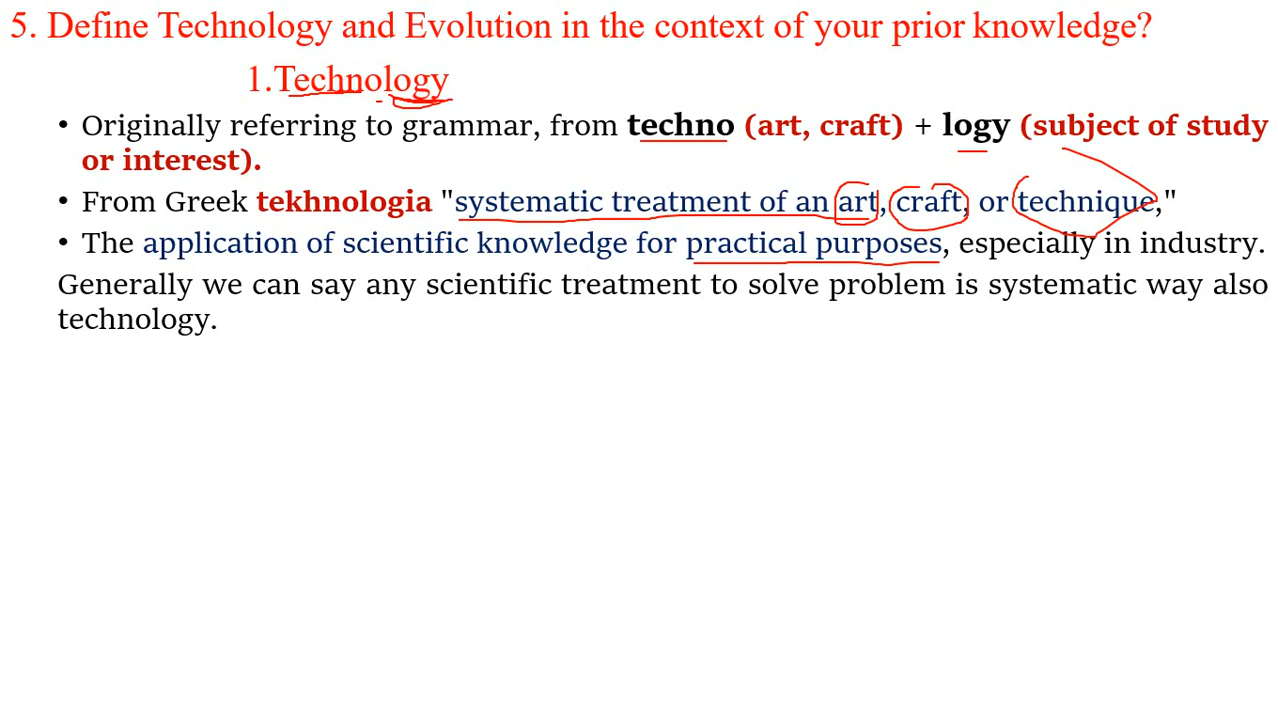 5. Define Technology and Evolution in the context of your prior knowledge?
1.Technology
• Originally referring to grammar, from techno (art, craft) + logy (subject of study
or interest).
• From Greek tekhnologia "systematic treatment of an art, craft, or technique,"
• The application of scientific knowledge for practical purposes, especially in industry.
Generally we can say any scientific treatment to solve problem is systematic way also
technology.